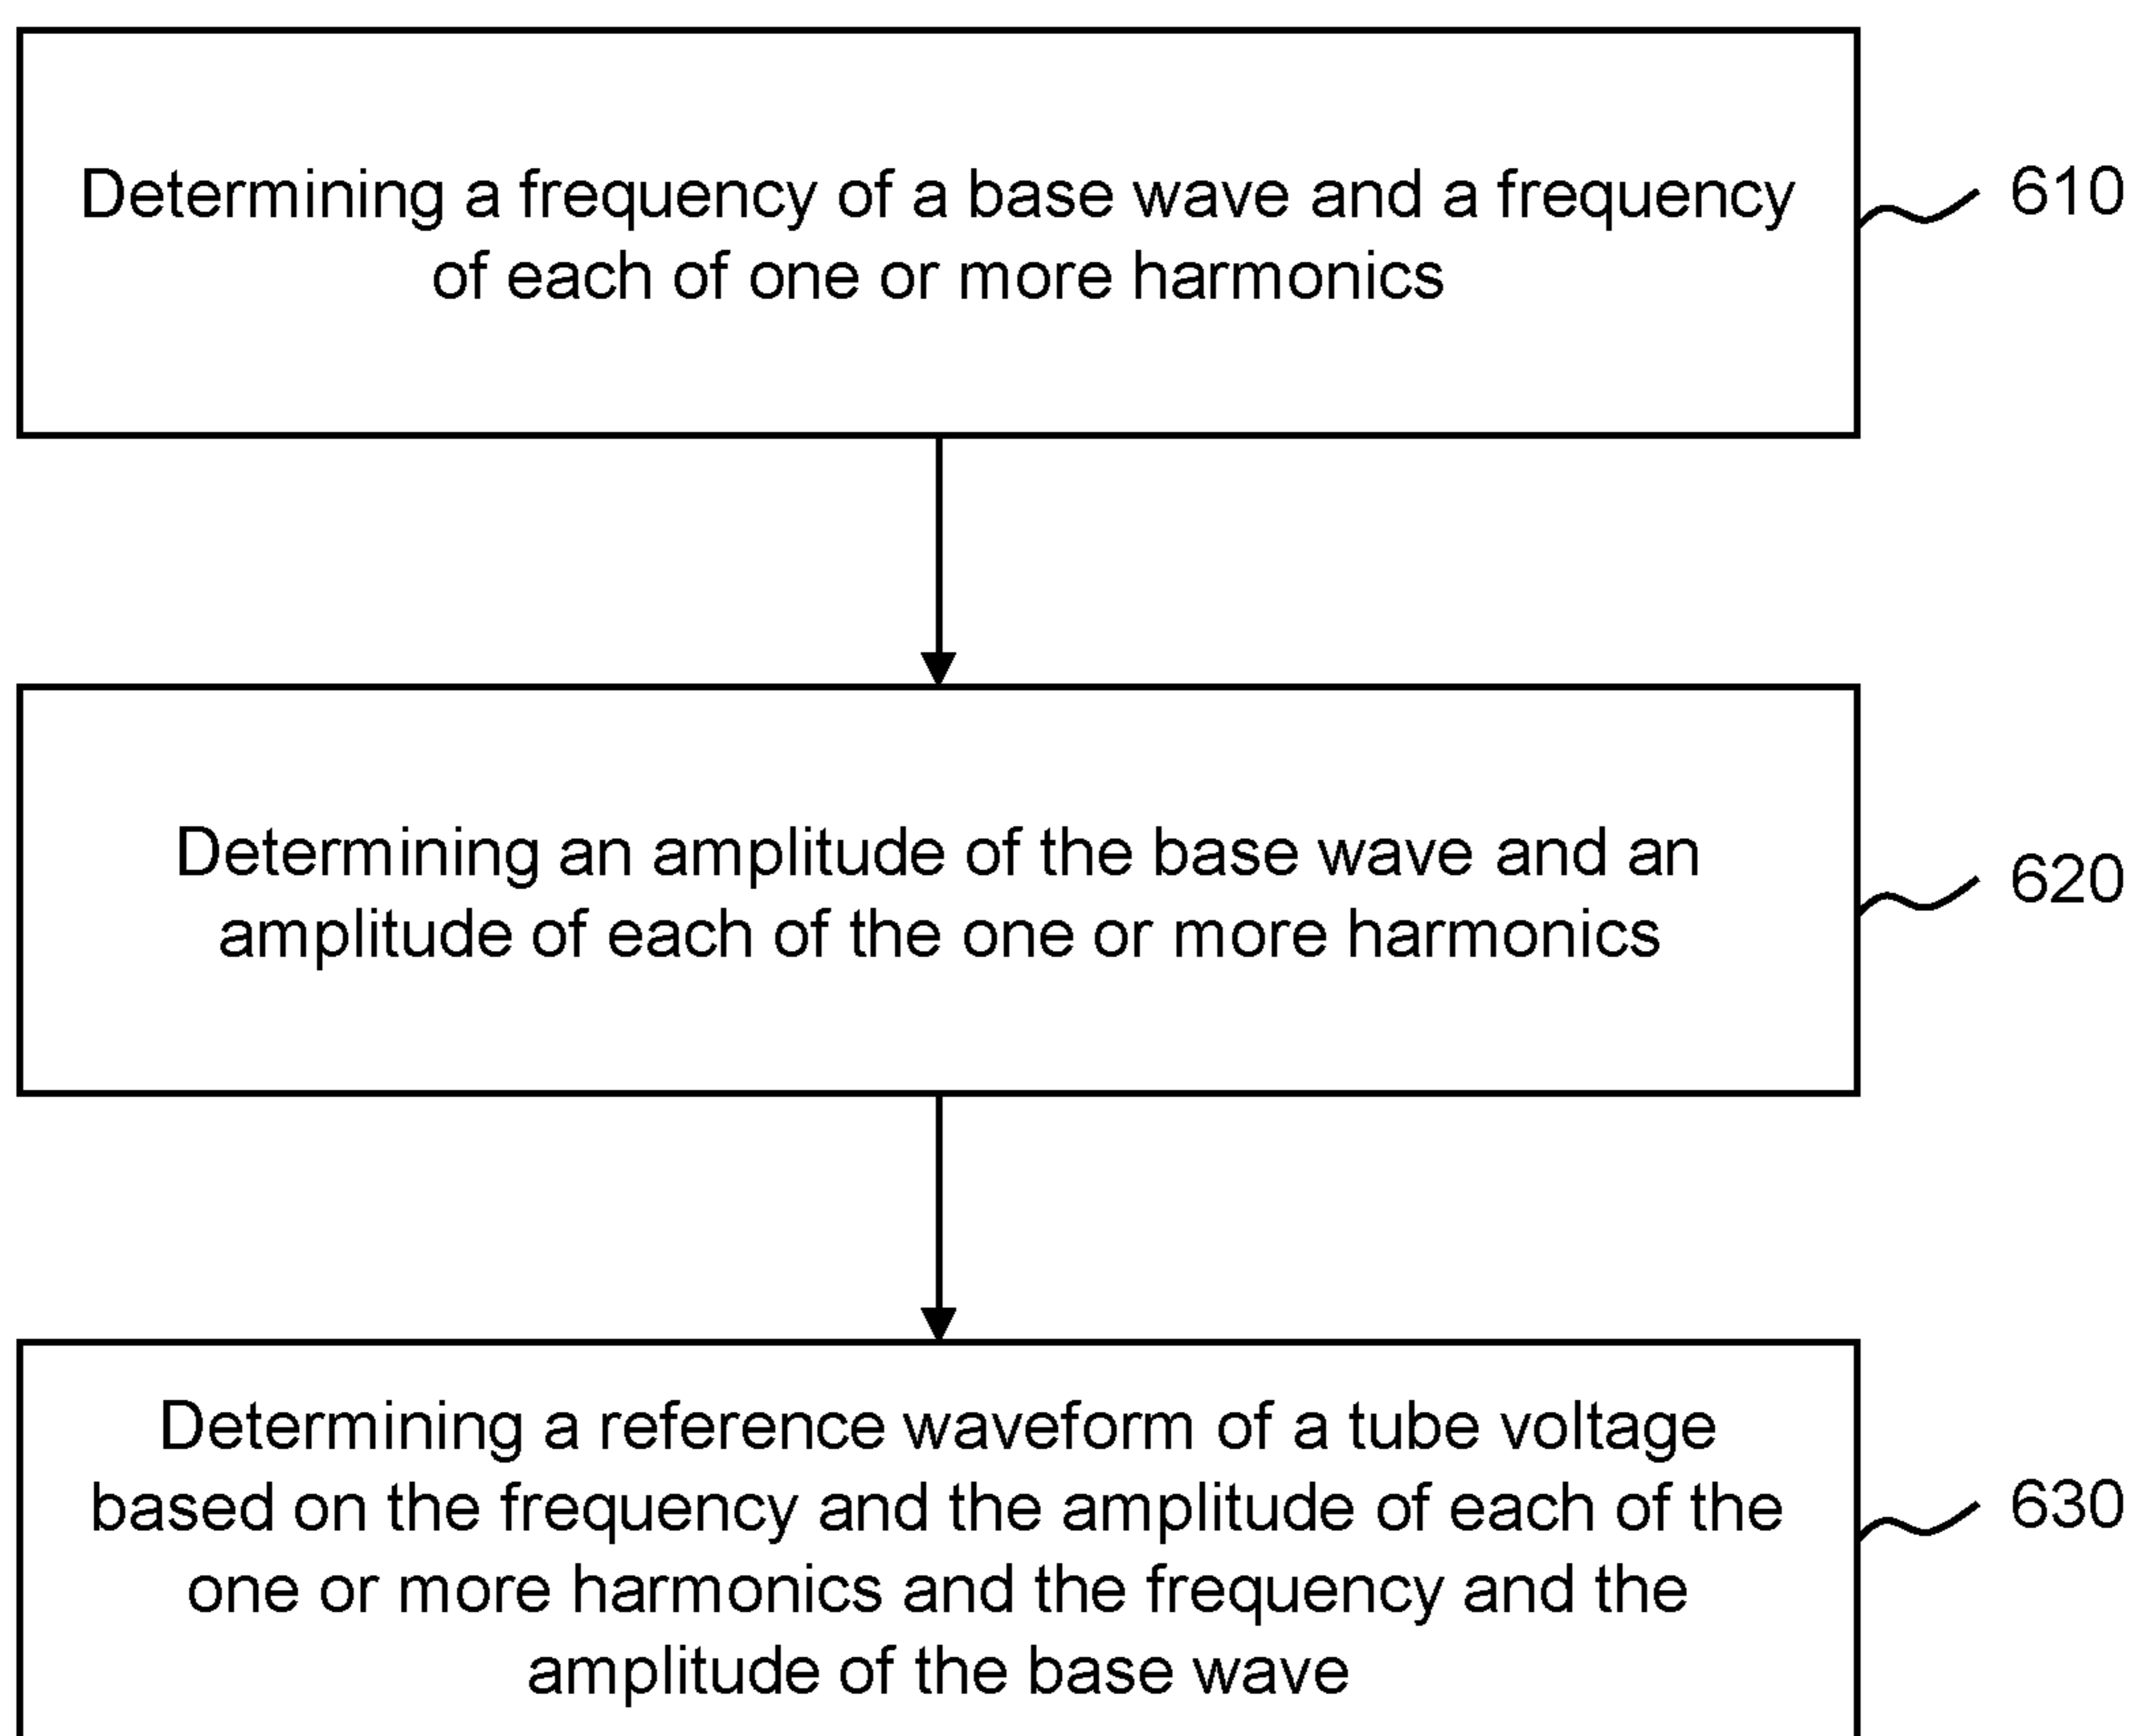 Determining a frequency of a base wave and a frequency
of each of one or more harmonics
610
Determining an amplitude of the base wave and an
amplitude of each of the one or more harmonics
620
Determining a reference waveform of a tube voltage
based on the frequency and the amplitude of each of the
one or more harmonics and the frequency and the
amplitude of the base wave
630